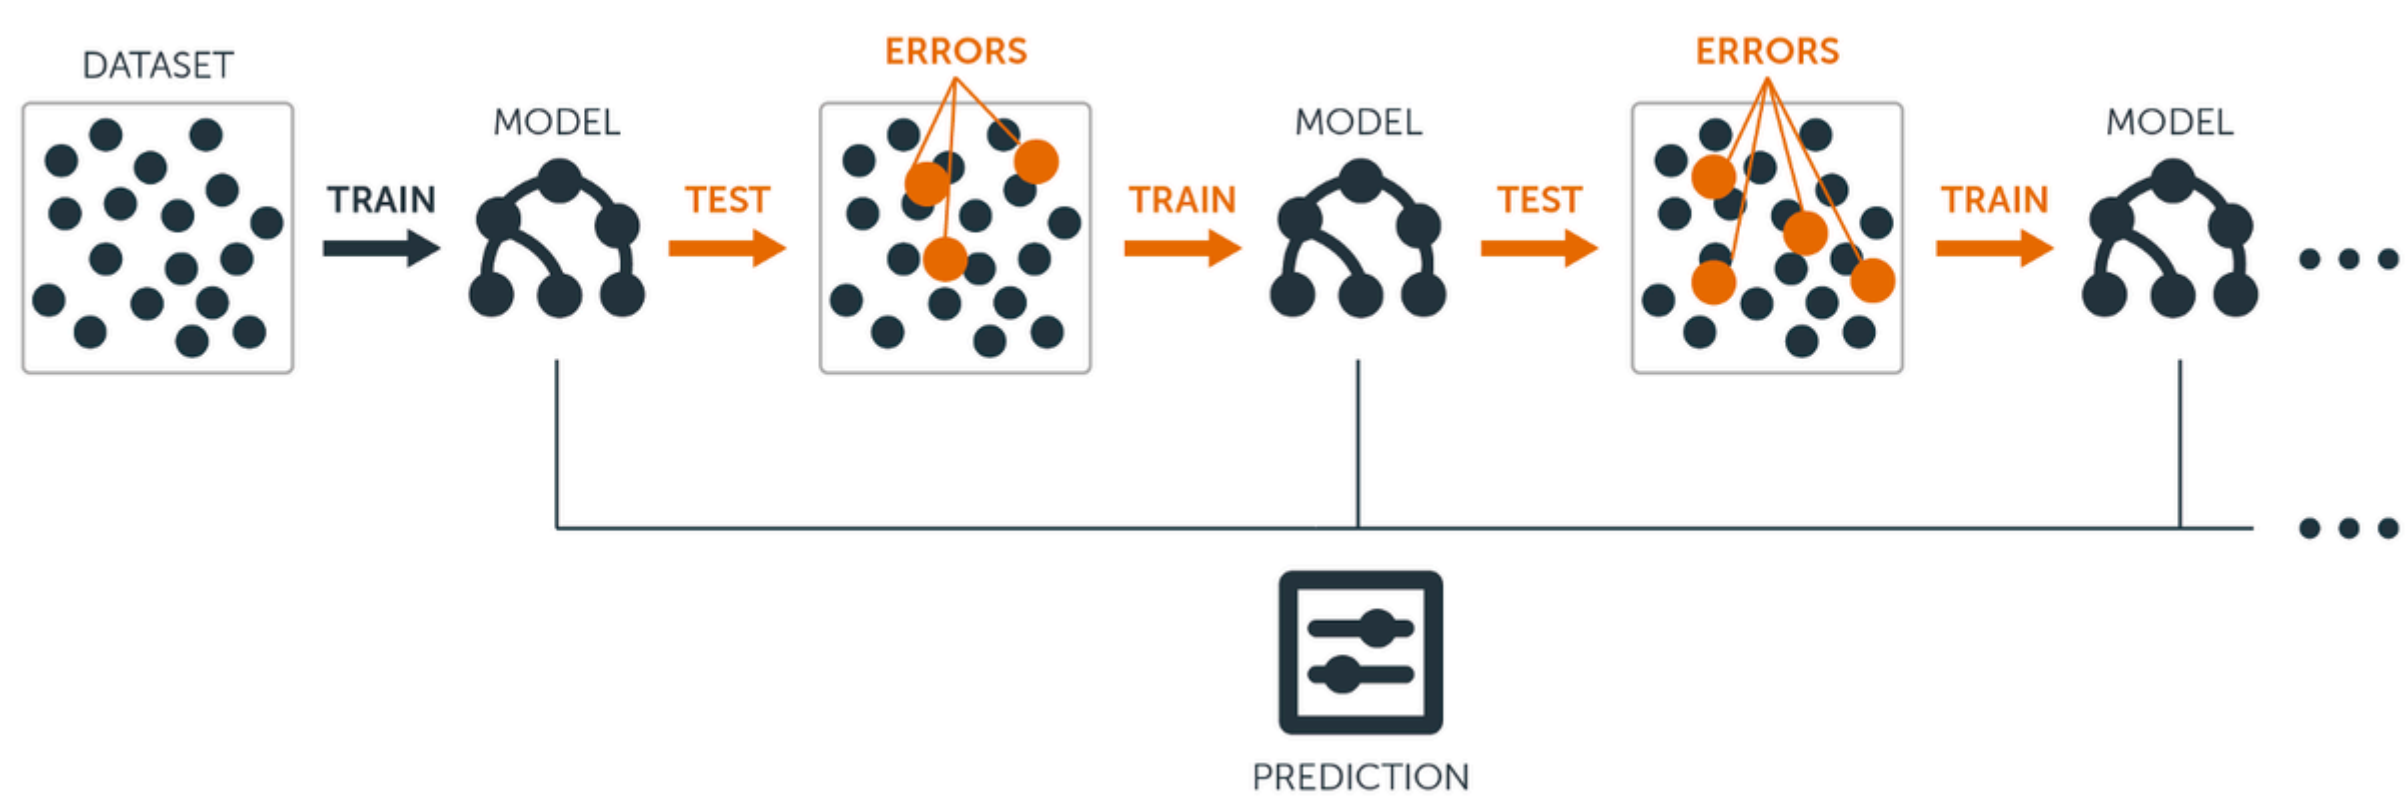 DATASET
TRAIN
MODEL
TEST
ERRORS
TRAIN
MODEL
TEST
ERRORS
TRAIN
MODEL
PREDICTION